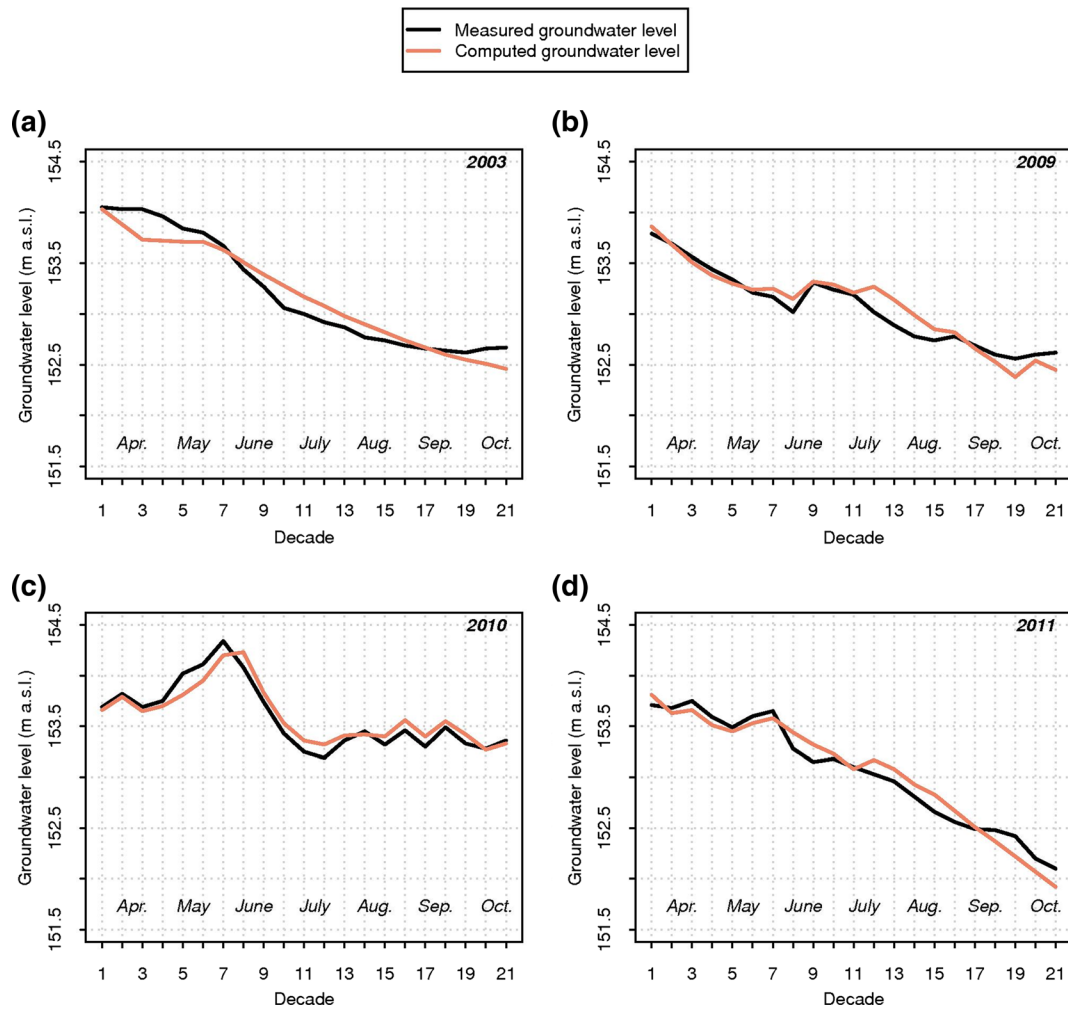 Measured groundwater level
Computed groundwater level
(a)
2003
Groundwater level (m a.s.l.)
154.5
153.5
152.5
151.5
Apr. May June July Aug. Sep. Oct.
1 3 5 7 9 11 13 15 17 19 21
Decade
(b)
2009
Groundwater level (m a.s.l.)
154.5
153.5
152.5
151.5
Apr. May June July Aug. Sep. Oct.
1 3 5 7 9 11 13 15 17 19 21
Decade
(c)
2010
Groundwater level (m a.s.l.)
154.5
153.5
152.5
151.5
Apr. May June July Aug. Sep. Oct.
1 3 5 7 9 11 13 15 17 19 21
Decade
(d)
2011
Groundwater level (m a.s.l.)
154.5
153.5
152.5
151.5
Apr. May June July Aug. Sep. Oct.
1 3 5 7 9 11 13 15 17 19 21
Decade